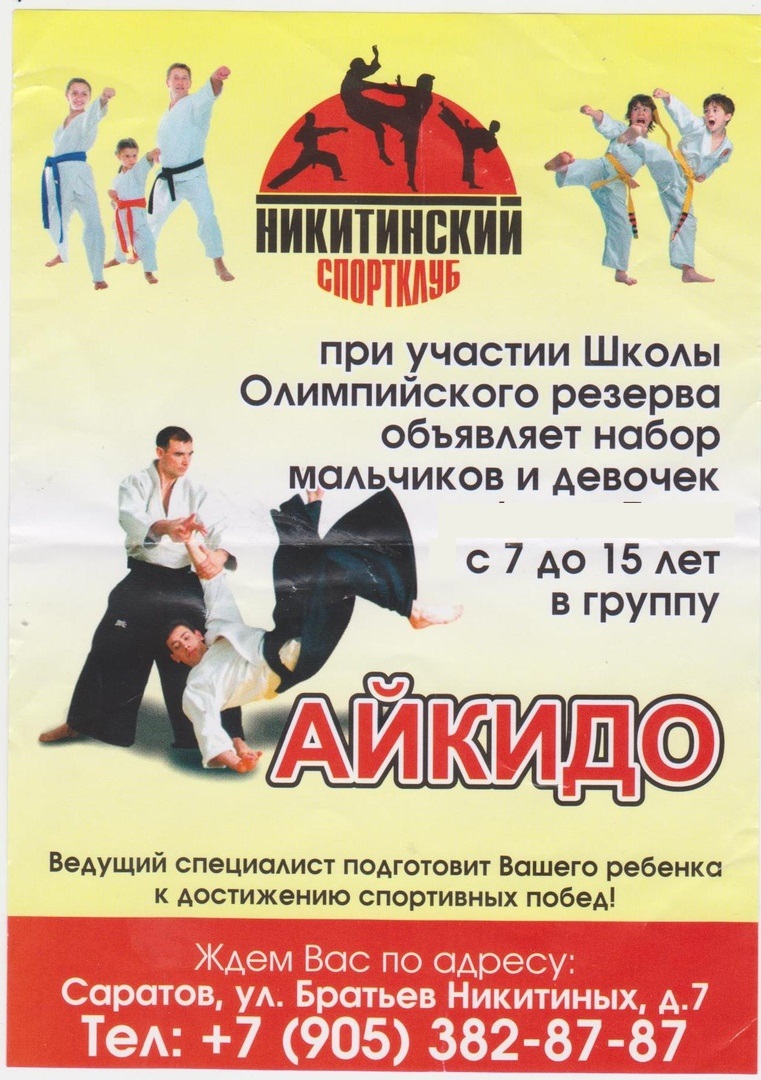 НИКИТИНСКИЙ
СПОРТКЛУБ
при участии Школы
Олимпийского резерва
объявляет набор
мальчиков и девочек
с 7 до 15 лет
в группу
АЙКИДО
Ведущий специалист подготовит Вашего ребенка
к достижению спортивных побед!
Ждем Вас по адресу:
Саратов, ул. Братьев Никитиных, д.7
Тел: +7 (905) 382-87-87